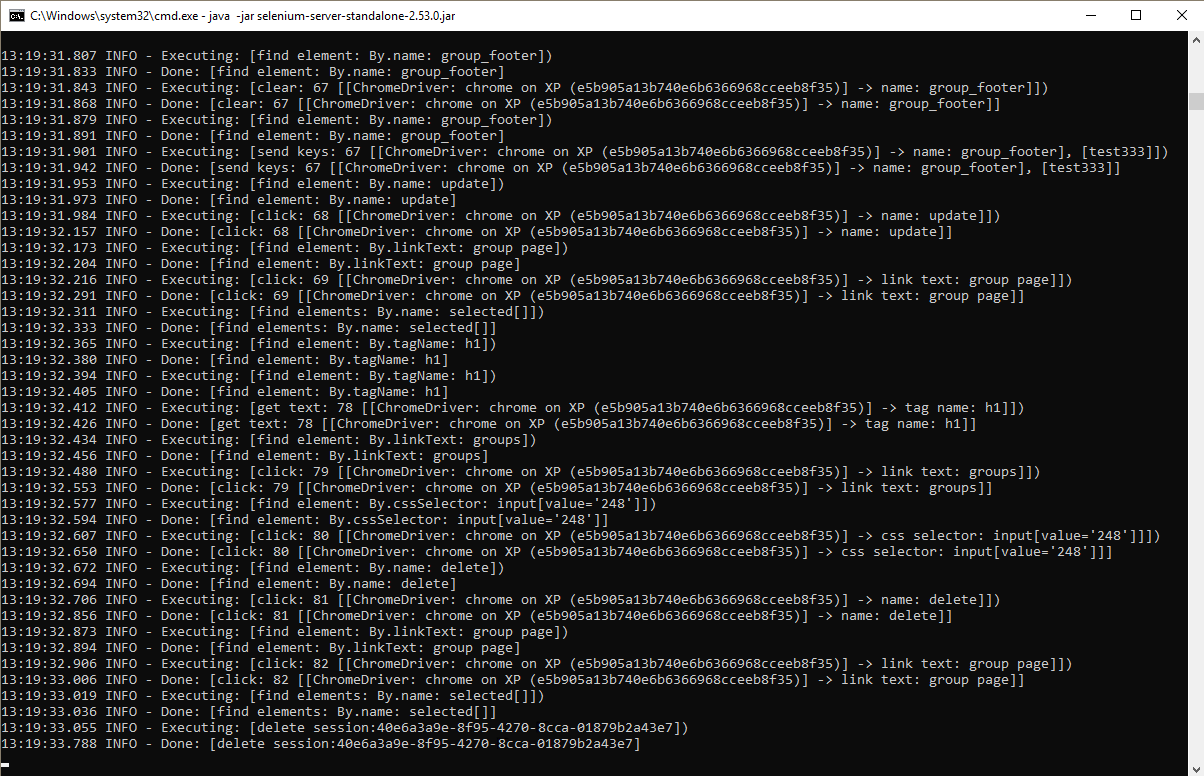 C:\Windows\system32\cmd.exe - java  -jar selenium-server-standalone-2.53.0.jar
13:19:31.807 INFO - Executing: [find element: By.name: group_footer])
13:19:31.833 INFO - Done: [find element: By.name: group_footer]
13:19:31.843 INFO - Executing: [clear: 67 [[ChromeDriver: chrome on XP (e5b905a13b740e6b6366968cceeb8f35)] -> name: group_footer]])
13:19:31.868 INFO - Done: [clear: 67 [[ChromeDriver: chrome on XP (e5b905a13b740e6b6366968cceeb8f35)] -> name: group_footer]]
13:19:31.879 INFO - Executing: [find element: By.name: group_footer])
13:19:31.891 INFO - Done: [find element: By.name: group_footer]
13:19:31.901 INFO - Executing: [send keys: 67 [[ChromeDriver: chrome on XP (e5b905a13b740e6b6366968cceeb8f35)] -> name: group_footer], [test333]])
13:19:31.942 INFO - Done: [send keys: 67 [[ChromeDriver: chrome on XP (e5b905a13b740e6b6366968cceeb8f35)] -> name: group_footer], [test333]]
13:19:31.953 INFO - Executing: [find element: By.name: update])
13:19:31.973 INFO - Done: [find element: By.name: update]
13:19:31.984 INFO - Executing: [click: 68 [[ChromeDriver: chrome on XP (e5b905a13b740e6b6366968cceeb8f35)] -> name: update]])
13:19:32.157 INFO - Done: [click: 68 [[ChromeDriver: chrome on XP (e5b905a13b740e6b6366968cceeb8f35)] -> name: update]]
13:19:32.173 INFO - Executing: [find element: By.linkText: group page])
13:19:32.204 INFO - Done: [find element: By.linkText: group page]
13:19:32.216 INFO - Executing: [click: 69 [[ChromeDriver: chrome on XP (e5b905a13b740e6b6366968cceeb8f35)] -> link text: group page]])
13:19:32.291 INFO - Done: [click: 69 [[ChromeDriver: chrome on XP (e5b905a13b740e6b6366968cceeb8f35)] -> link text: group page]]
13:19:32.311 INFO - Executing: [find elements: By.name: selected[]])
13:19:32.333 INFO - Done: [find elements: By.name: selected[]]
13:19:32.365 INFO - Executing: [find element: By.tagName: h1])
13:19:32.380 INFO - Done: [find element: By.tagName: h1]
13:19:32.394 INFO - Executing: [find element: By.tagName: h1])
13:19:32.405 INFO - Done: [find element: By.tagName: h1]
13:19:32.412 INFO - Executing: [get text: 78 [[ChromeDriver: chrome on XP (e5b905a13b740e6b6366968cceeb8f35)] -> tag name: h1]])
13:19:32.426 INFO - Done: [get text: 78 [[ChromeDriver: chrome on XP (e5b905a13b740e6b6366968cceeb8f35)] -> tag name: h1]]
13:19:32.434 INFO - Executing: [find element: By.linkText: groups])
13:19:32.456 INFO - Done: [find element: By.linkText: groups]
13:19:32.480 INFO - Executing: [click: 79 [[ChromeDriver: chrome on XP (e5b905a13b740e6b6366968cceeb8f35)] -> link text: groups]])
13:19:32.553 INFO - Done: [click: 79 [[ChromeDriver: chrome on XP (e5b905a13b740e6b6366968cceeb8f35)] -> link text: groups]]
13:19:32.577 INFO - Executing: [find element: By.cssSelector: input[value='248']])
13:19:32.594 INFO - Done: [find element: By.cssSelector: input[value='248']]
13:19:32.607 INFO - Executing: [click: 80 [[ChromeDriver: chrome on XP (e5b905a13b740e6b6366968cceeb8f35)] -> css selector: input[value='248']]])
13:19:32.650 INFO - Done: [click: 80 [[ChromeDriver: chrome on XP (e5b905a13b740e6b6366968cceeb8f35)] -> css selector: input[value='248']]]
13:19:32.672 INFO - Executing: [find element: By.name: delete])
13:19:32.694 INFO - Done: [find element: By.name: delete]
13:19:32.706 INFO - Executing: [click: 81 [[ChromeDriver: chrome on XP (e5b905a13b740e6b6366968cceeb8f35)] -> name: delete]])
13:19:32.856 INFO - Done: [click: 81 [[ChromeDriver: chrome on XP (e5b905a13b740e6b6366968cceeb8f35)] -> name: delete]]
13:19:32.873 INFO - Executing: [find element: By.linkText: group page])
13:19:32.894 INFO - Done: [find element: By.linkText: group page]
13:19:32.906 INFO - Executing: [click: 82 [[ChromeDriver: chrome on XP (e5b905a13b740e6b6366968cceeb8f35)] -> link text: group page]])
13:19:33.006 INFO - Done: [click: 82 [[ChromeDriver: chrome on XP (e5b905a13b740e6b6366968cceeb8f35)] -> link text: group page]]
13:19:33.019 INFO - Executing: [find elements: By.name: selected[]])
13:19:33.036 INFO - Done: [find elements: By.name: selected[]]
13:19:33.055 INFO - Executing: [delete session:40e6a3a9e-8f95-4270-8cca-01879b2a43e7])
13:19:33.788 INFO - Done: [delete session:40e6a3a9e-8f95-4270-8cca-01879b2a43e7]